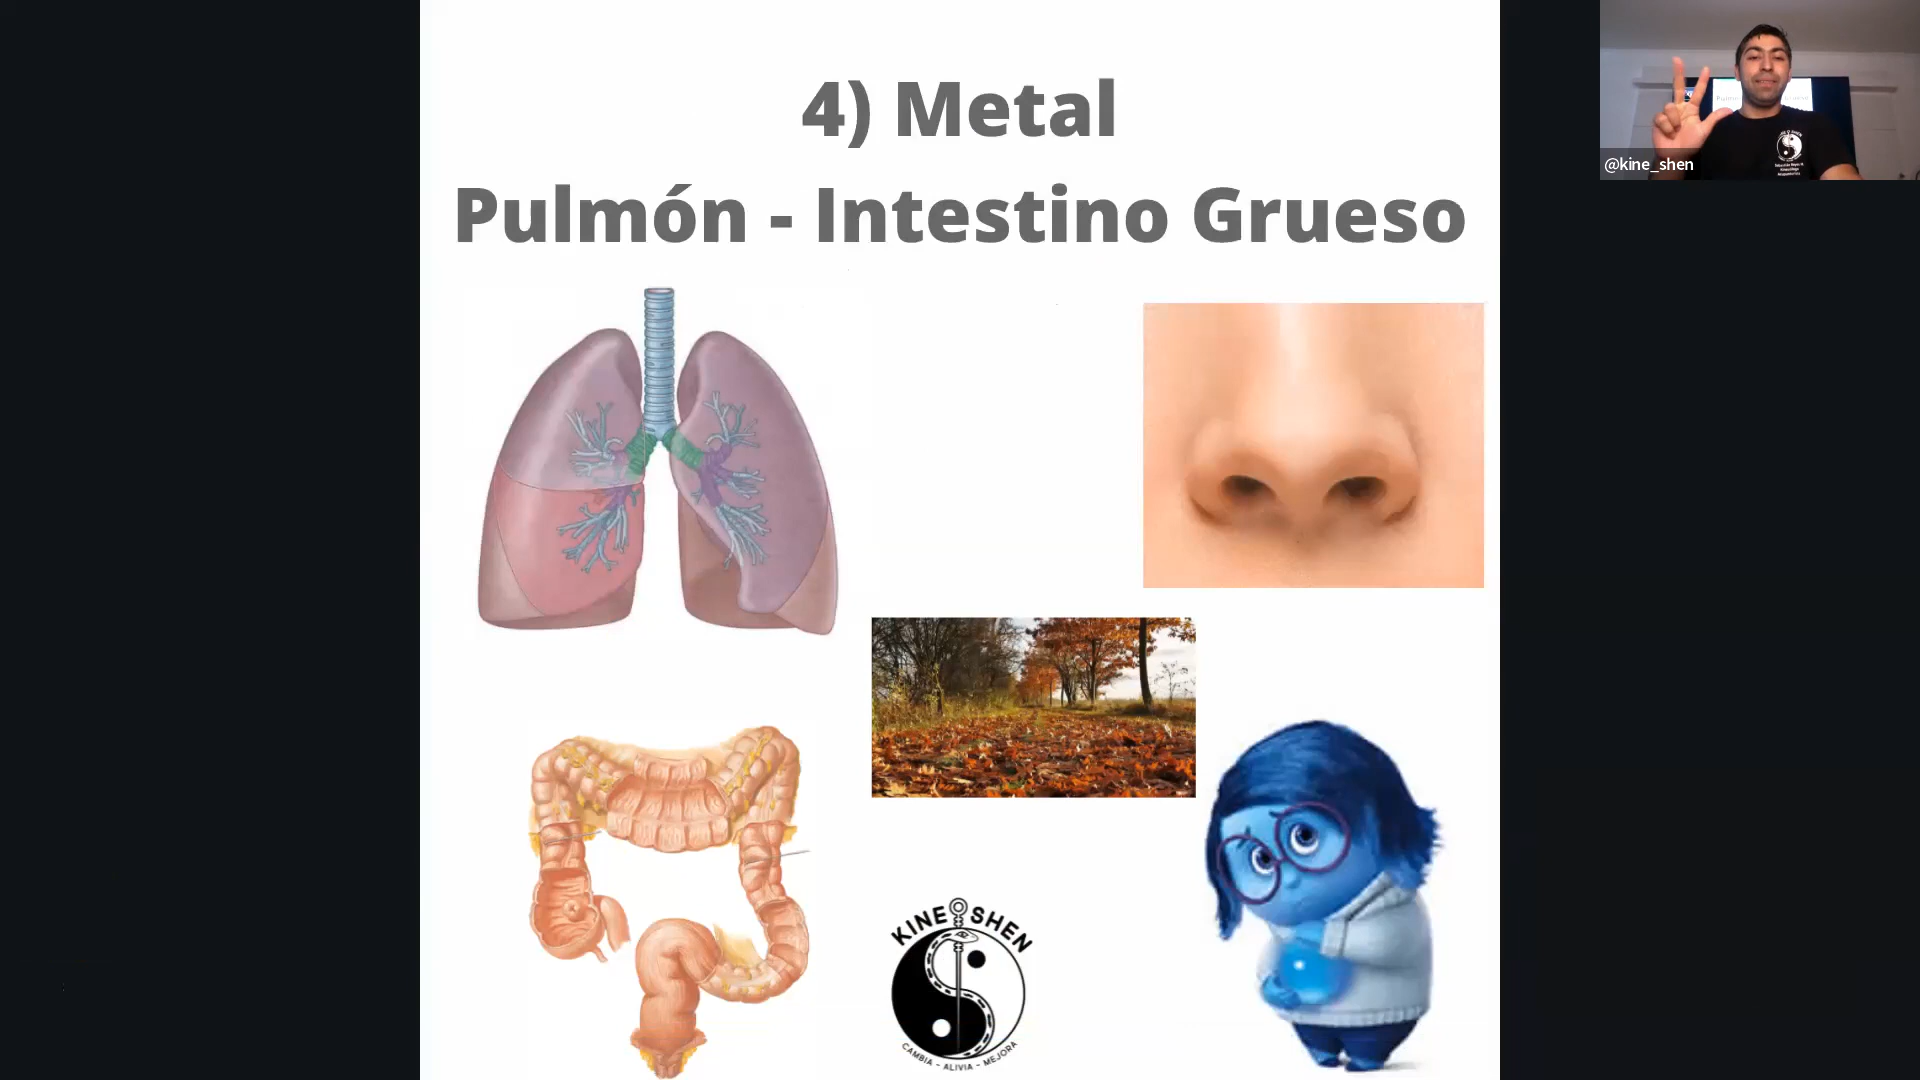 4) Metal
Pulmón - Intestino Grueso
@kine_shen
KINE SHEN
CAMBIA - ALIVIA - MEJORA